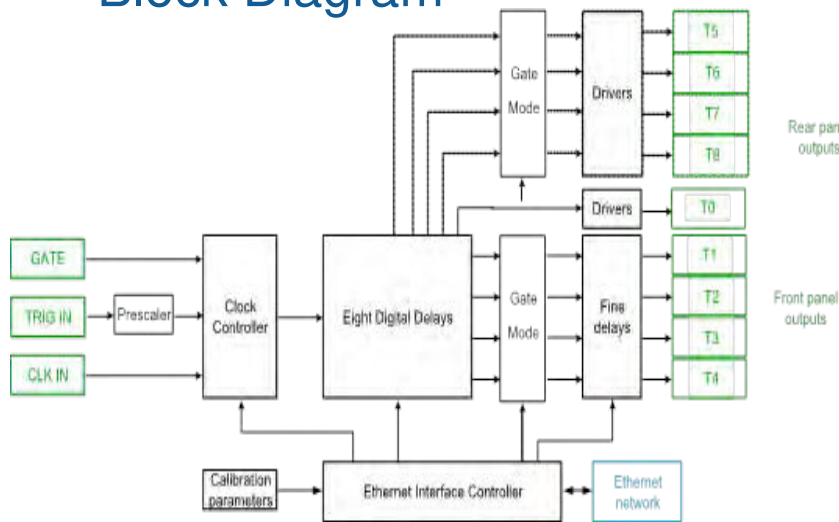 Block Diagram
T5
T6
T7
T8
Gate
Mode
Drivers
Rear pan
outputs
Drivers
T0
GATE
TRIG IN
CLK IN
Prescaler
Clock
Controller
Eight Digital Delays
Gate
Mode
Fine
delays
T1
T2
T3
T4
Front panel
outputs
Calibration
parameters
Ethernet Interface Controller
Ethernet
network